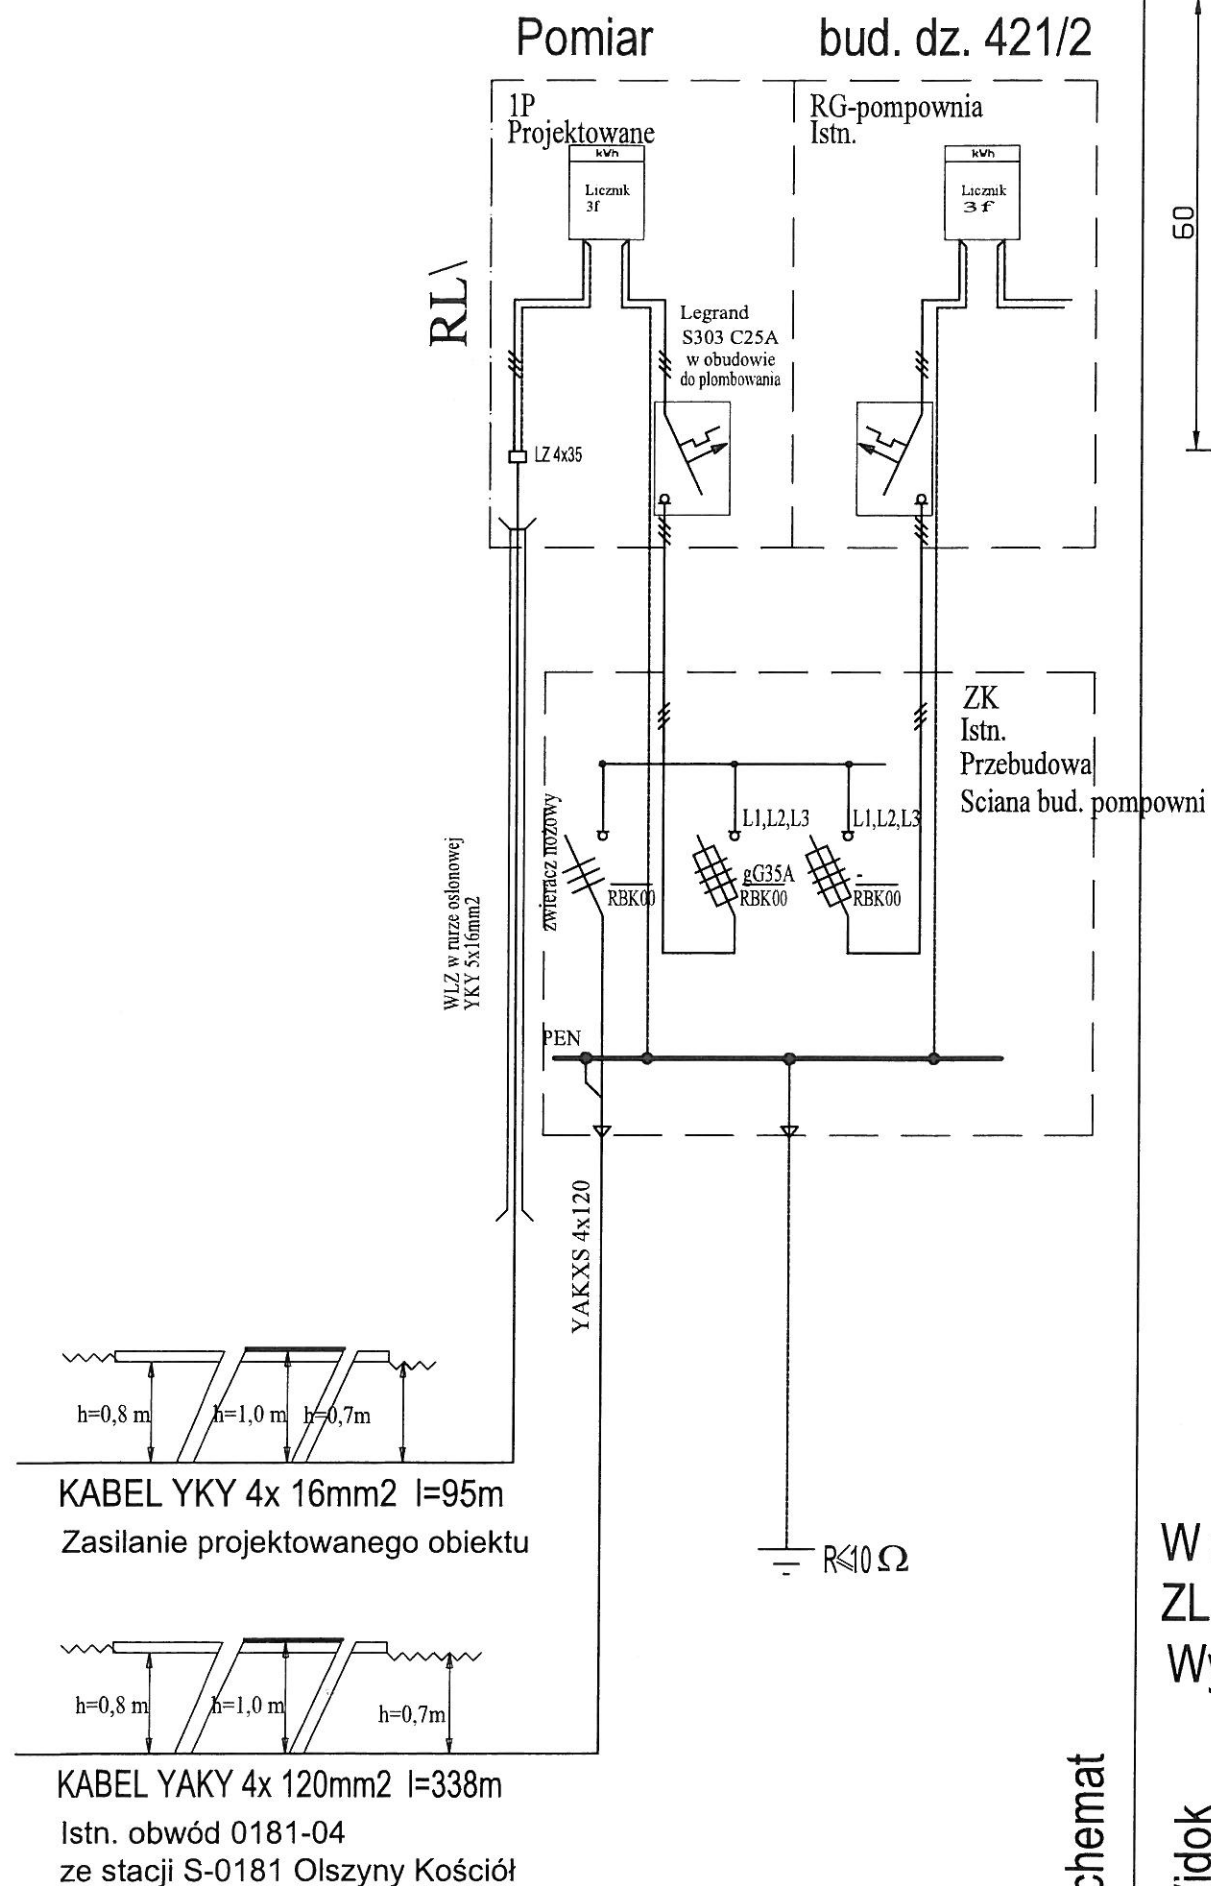 Pomiar
bud. dz. 421/2
1P
Projektowane
RG-pompownia
Istn.
kWh
Licznik
3f
kWh
Licznik
3f
60
RL\
Legrand
S303 C25A
w obudowie
do plombowania
LZ 4x35
ZK
Istn.
Przebudowa
Sciana bud. pompowni
zwieracz nożowy
L1,L2,L3
L1,L2,L3
RBK00
gG35A
RBK00
-
RBK00
WLZ w rurze osłonowej
YKY 5x16mm2
PEN
YAKXS 4x120
h=0,8 m
h=1,0 m
h=0,7m
KABEL YKY 4x 16mm2 l=95m
Zasilanie projektowanego obiektu
R⩽10 Ω
W
ZL
Wy
h=0,8 m
h=1,0 m
h=0,7m
KABEL YAKY 4x 120mm2 l=338m
Istn. obwód 0181-04
ze stacji S-0181 Olszyny Kościół
chemat
idok